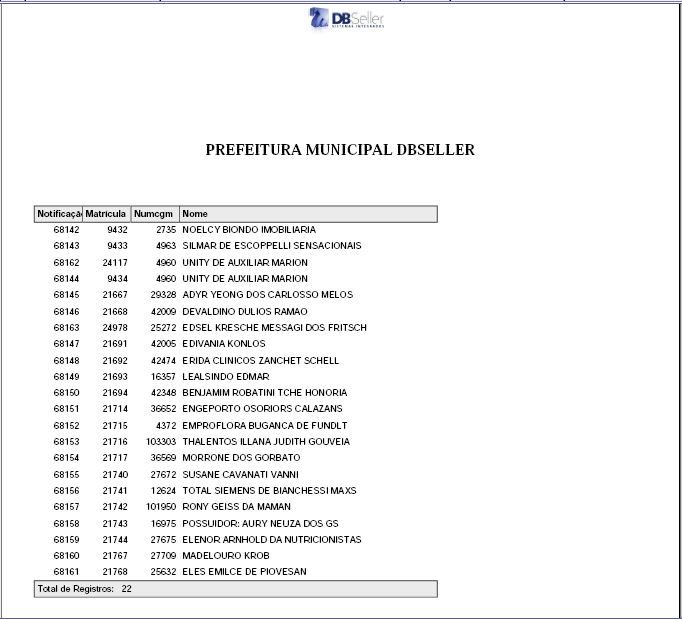 DBSeller
SISTEMAS INTEGRADOS
PREFEITURA MUNICIPAL DBSELLER
Notificaçã Matrícula Numcgm Nome
68142 9432 2735 NOELCY BIONDO IMOBILIARIA
68143 9433 4963 SILMAR DE ESCOPPELLI SENSACIONAIS
68162 24117 4960 UNITY DE AUXILIAR MARION
68144 9434 4960 UNITY DE AUXILIAR MARION
68145 21667 29328 ADYR YEONG DOS CARLOSSO MELOS
68146 21668 42009 DEVALDINO DULIOS RAMAO
68163 24978 25272 EDSEL KRESCHE MESSAGI DOS FRITSCH
68147 21691 42005 EDIVANIA KONLOS
68148 21692 42474 ERIDA CLINICOS ZANCHET SCHELL
68149 21693 16357 LEALSINDO EDMAR
68150 21694 42348 BENJAMIM ROBATINI TCHE HONORIA
68151 21714 36652 ENGEPORTO OSORIORS CALAZANS
68152 21715 4372 EMPROFLORA BUGANCA DE FUNDLT
68153 21716 103303 THALENTOS ILLANA JUDITH GOUVEIA
68154 21717 36569 MORRONE DOS GORBATO
68155 21740 27672 SUSANE CAVANATI VANNI
68156 21741 12624 TOTAL SIEMENS DE BIANCHESSI MAXS
68157 21742 101950 RONY GEISS DA MAMAN
68158 21743 16975 POSSUIDOR: AURY NEUZA DOS GS
68159 21744 27675 ELENOR ARNHOLD DA NUTRICIONISTAS
68160 21767 27709 MADELOURO KROB
68161 21768 25632 ELES EMILCE DE PIOVESAN
Total de Registros: 22